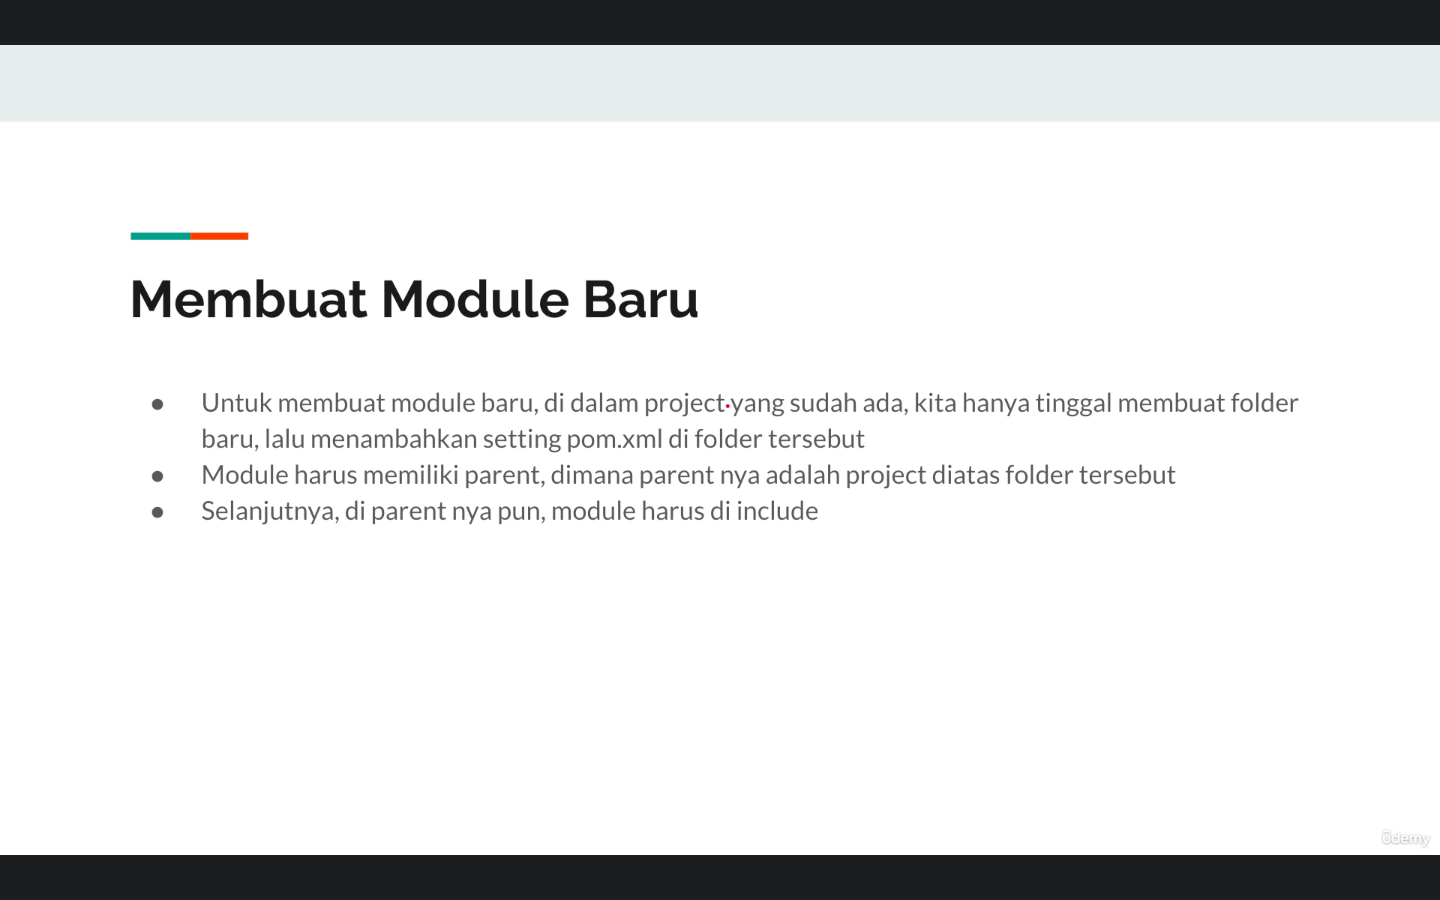 Membuat Module Baru
● Untuk membuat module baru, di dalam project yang sudah ada, kita hanya tinggal membuat folder
baru, lalu menambahkan setting pom.xml di folder tersebut
● Module harus memiliki parent, dimana parent nya adalah project diatas folder tersebut
● Selanjutnya, di parent nya pun, module harus di include
ûdemy